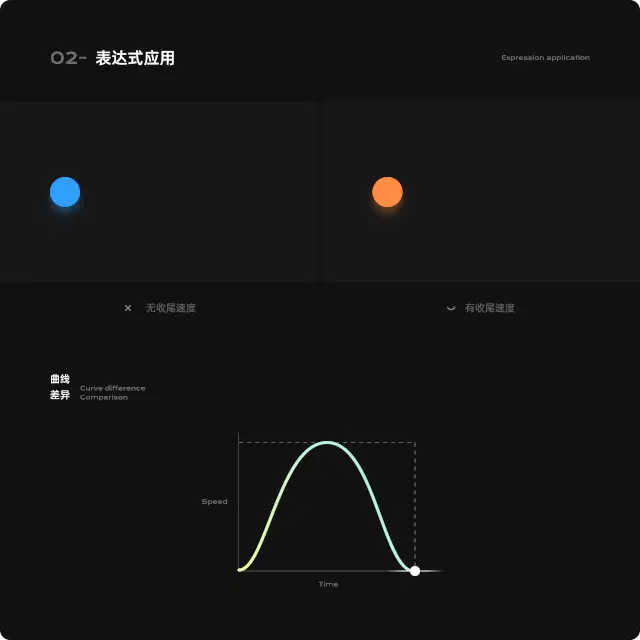 02- 表达式应用
Expression application
无收尾速度
有收尾速度
曲线
差异
Curve difference
Comparison
Speed
Time